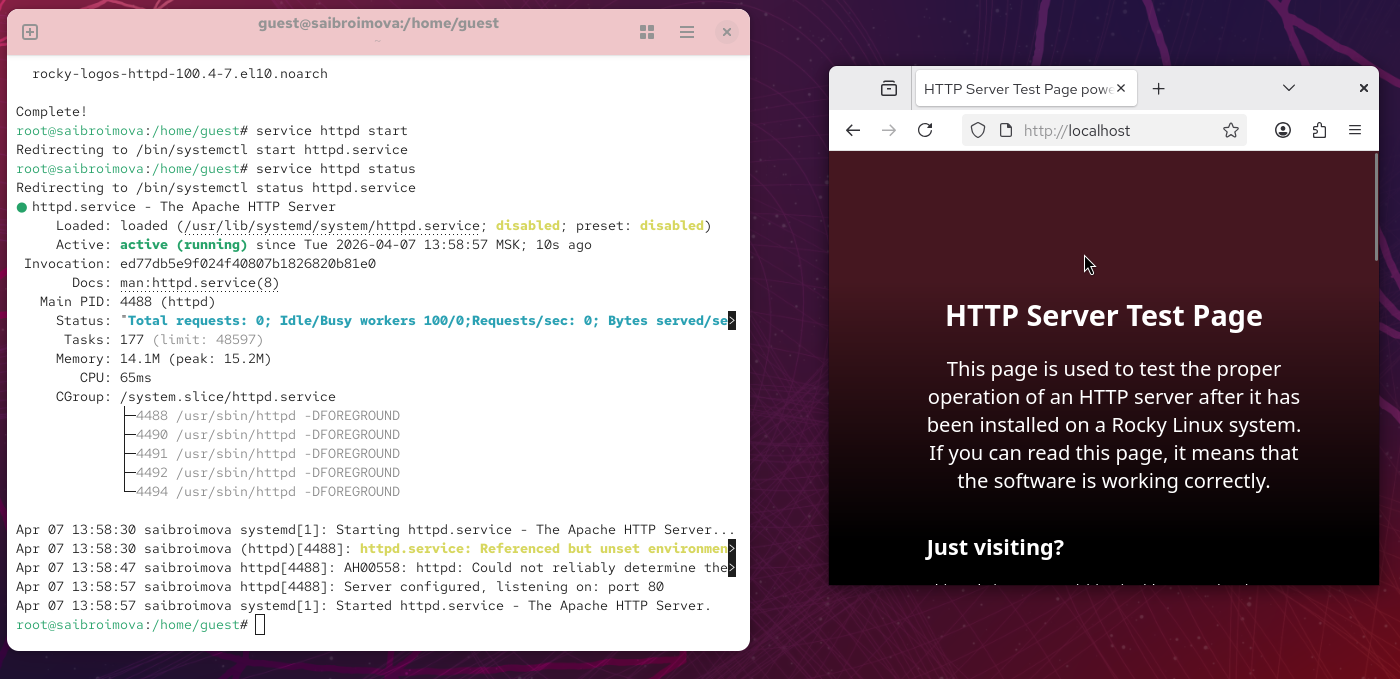 guest@saibroimova:/home/guest
rocky-logos-httpd-100.4-7.el10.noarch
Complete!
root@saibroimova:/home/guest# service httpd start
Redirecting to /bin/systemctl start httpd.service
root@saibroimova:/home/guest# service httpd status
Redirecting to /bin/systemctl status httpd.service
● httpd.service - The Apache HTTP Server
Loaded: loaded (/usr/lib/systemd/system/httpd.service; disabled; preset: disabled)
Active: active (running) since Tue 2026-04-07 13:58:57 MSK; 10s ago
Invocation: ed77db5e9f024f40807b1826820b81e0
Docs: man:httpd.service(8)
Main PID: 4488 (httpd)
Status: "Total requests: 0; Idle/Busy workers 100/0;Requests/sec: 0; Bytes served/se>
Tasks: 177 (limit: 48597)
Memory: 14.1M (peak: 15.2M)
CPU: 65ms
CGroup: /system.slice/httpd.service
├─4488 /usr/sbin/httpd -DFOREGROUND
├─4490 /usr/sbin/httpd -DFOREGROUND
├─4491 /usr/sbin/httpd -DFOREGROUND
├─4492 /usr/sbin/httpd -DFOREGROUND
└─4494 /usr/sbin/httpd -DFOREGROUND
Apr 07 13:58:30 saibroimova systemd[1]: Starting httpd.service - The Apache HTTP Server...
Apr 07 13:58:30 saibroimova (httpd)[4488]: httpd.service: Referenced but unset environmen>
Apr 07 13:58:47 saibroimova httpd[4488]: AH00558: httpd: Could not reliably determine the>
Apr 07 13:58:57 saibroimova httpd[4488]: Server configured, listening on: port 80
Apr 07 13:58:57 saibroimova systemd[1]: Started httpd.service - The Apache HTTP Server.
root@saibroimova:/home/guest#
HTTP Server Test Page powe
http://localhost
HTTP Server Test Page
This page is used to test the proper
operation of an HTTP server after it has
been installed on a Rocky Linux system.
If you can read this page, it means that
the software is working correctly.
Just visiting?